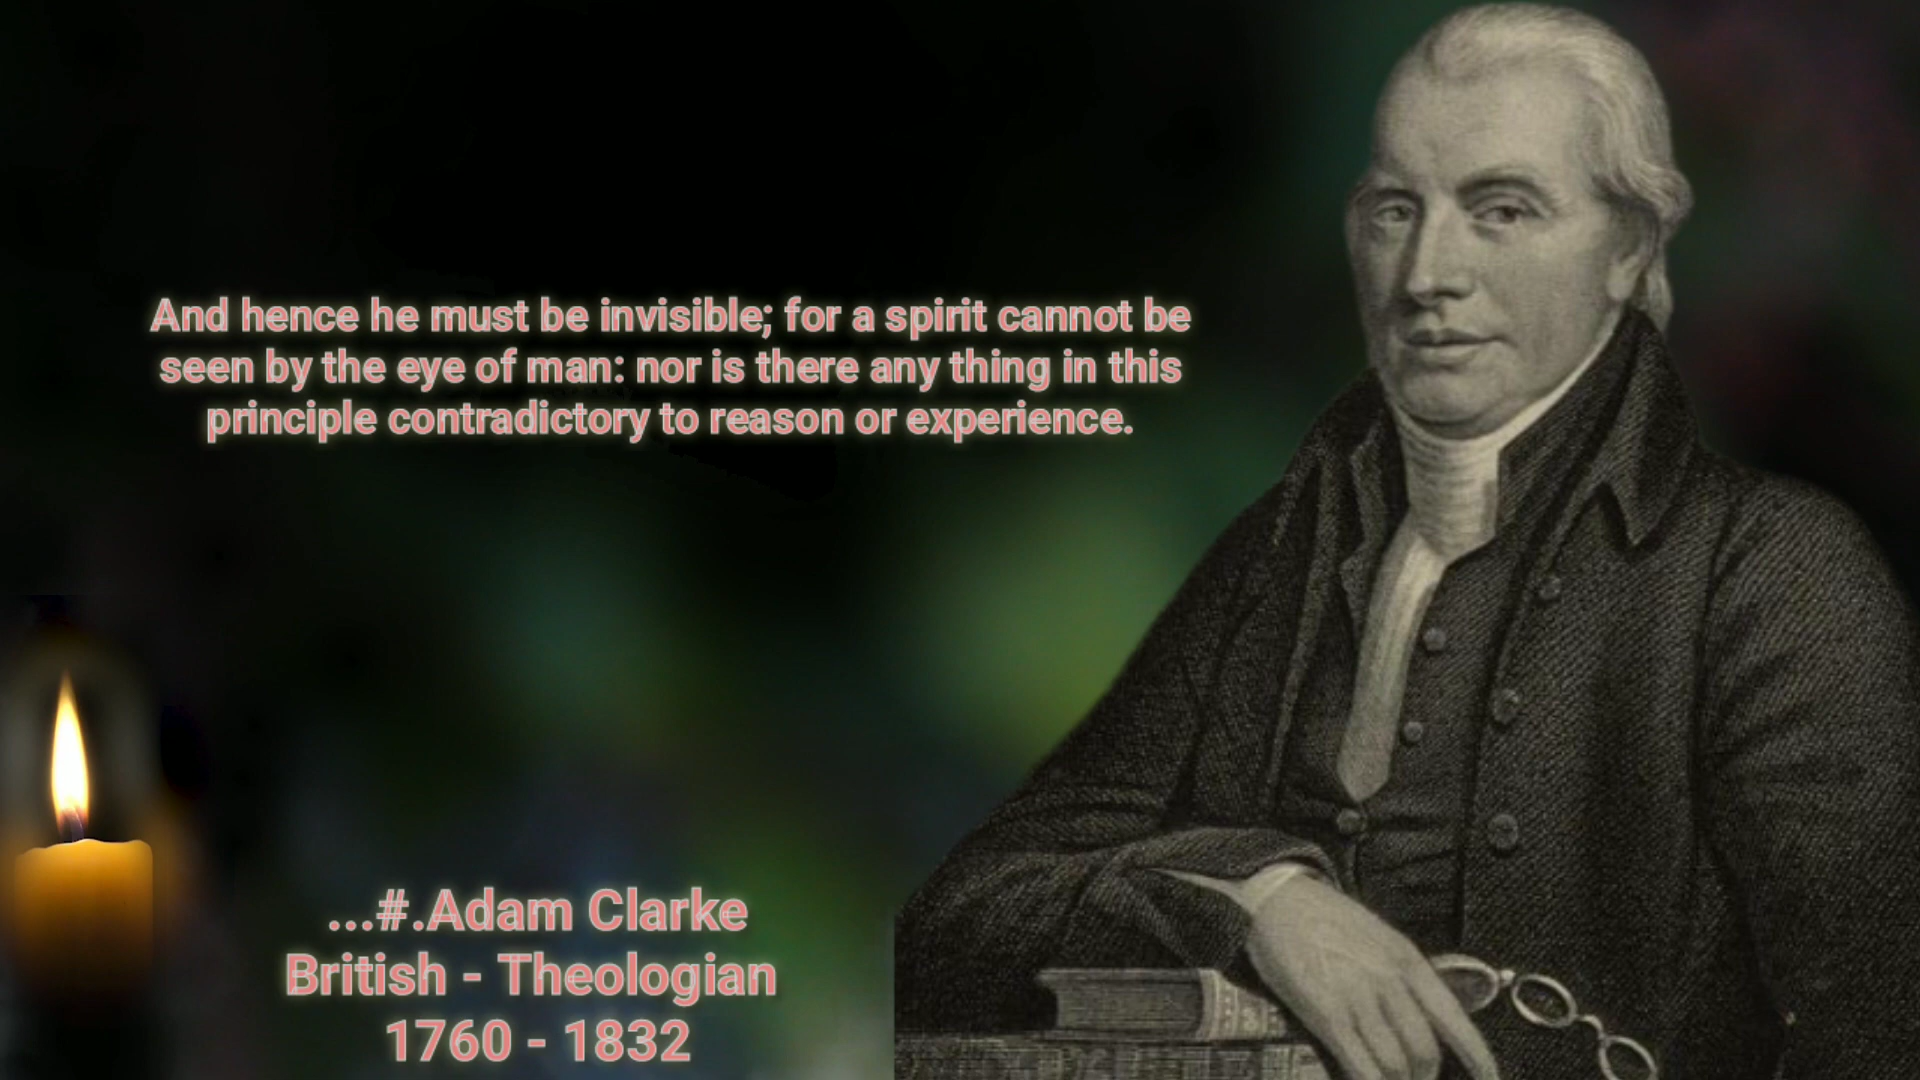 And hence he must be invisible; for a spirit cannot be
seen by the eye of man: nor is there any thing in this
principle contradictory to reason or experience.
...#.Adam Clarke
British - Theologian
1760 - 1832